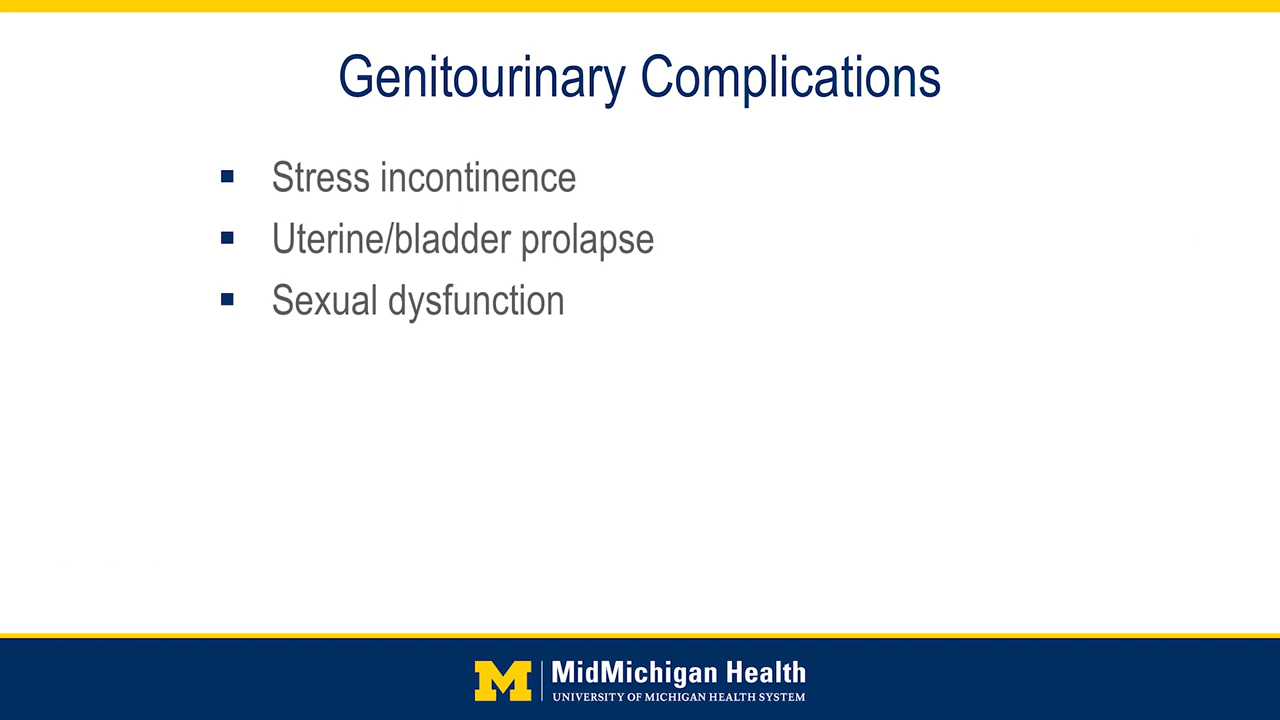 Genitourinary Complications
▪ Stress incontinence
▪ Uterine/bladder prolapse
▪ Sexual dysfunction
M
MidMichigan Health
UNIVERSITY OF MICHIGAN HEALTH SYSTEM